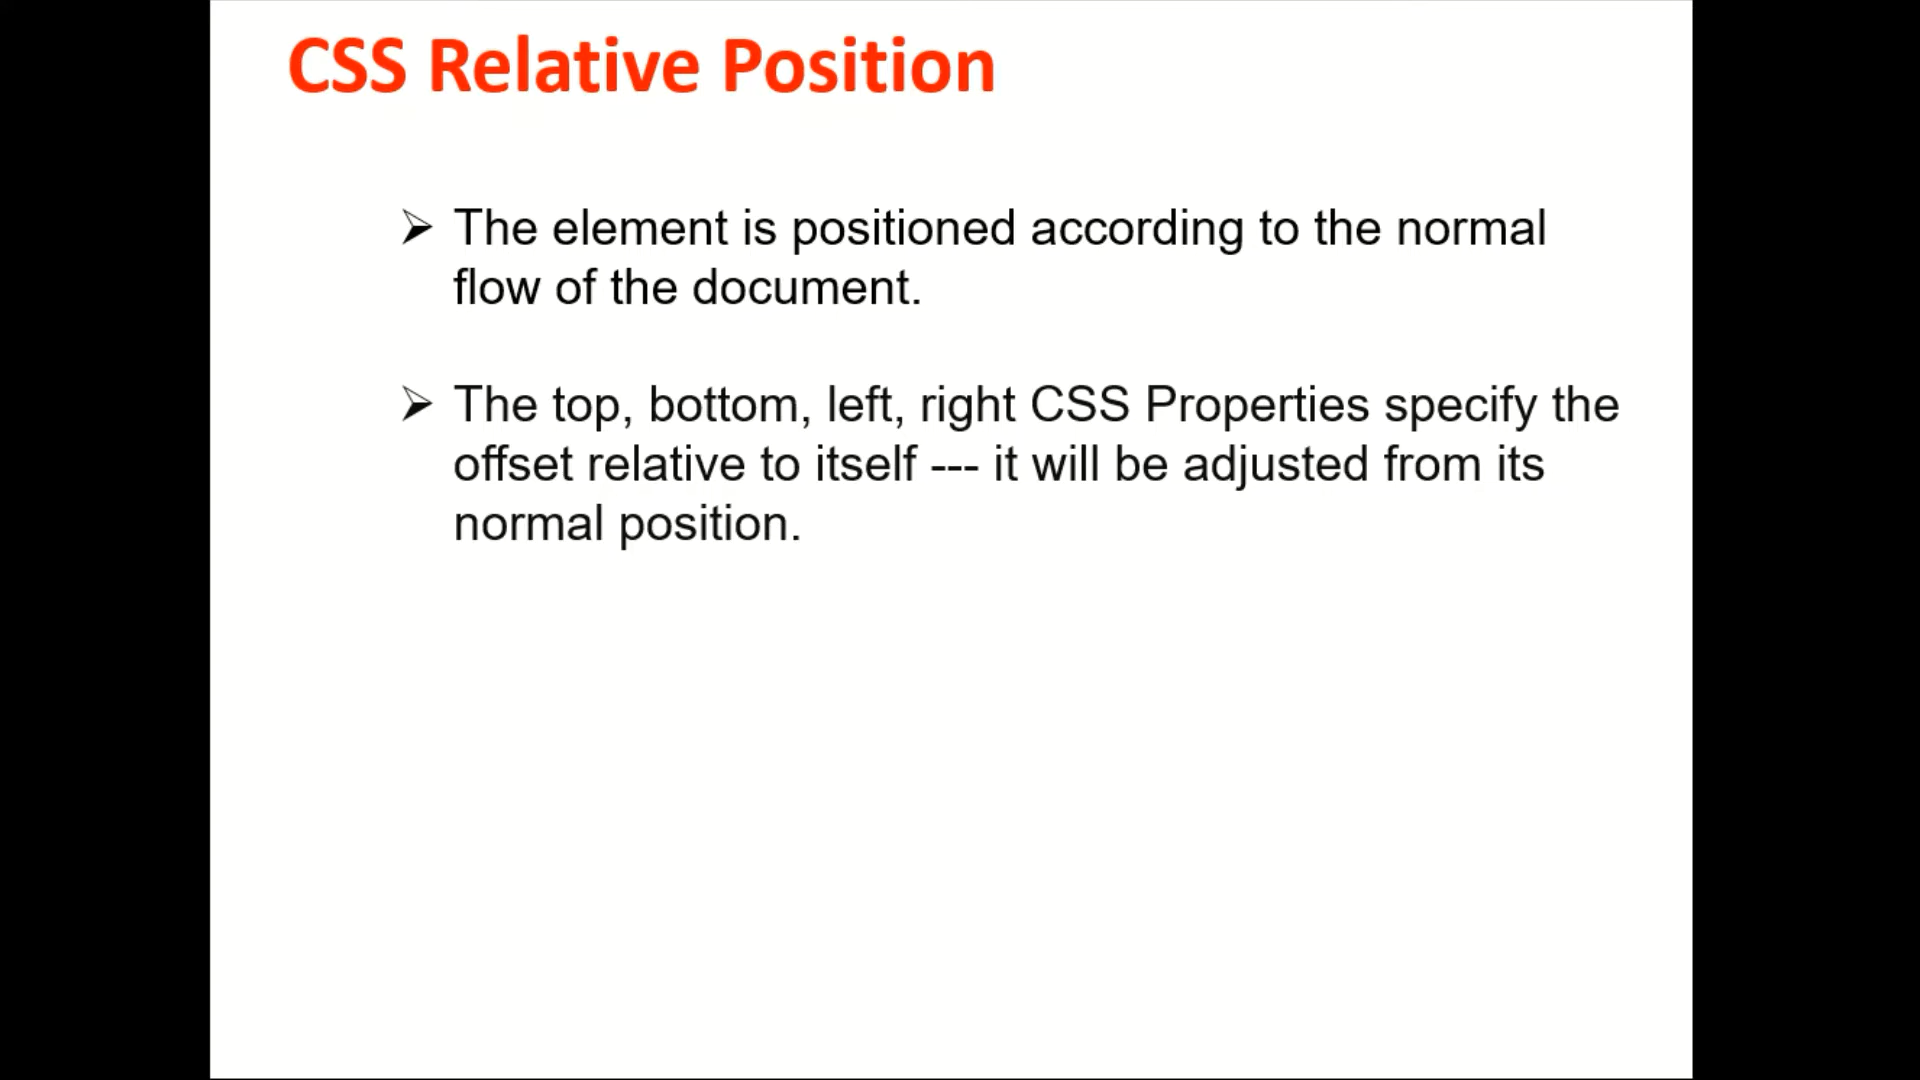 CSS Relative Position
➢ The element is positioned according to the normal
flow of the document.
➢ The top, bottom, left, right CSS Properties specify the
offset relative to itself --- it will be adjusted from its
normal position.